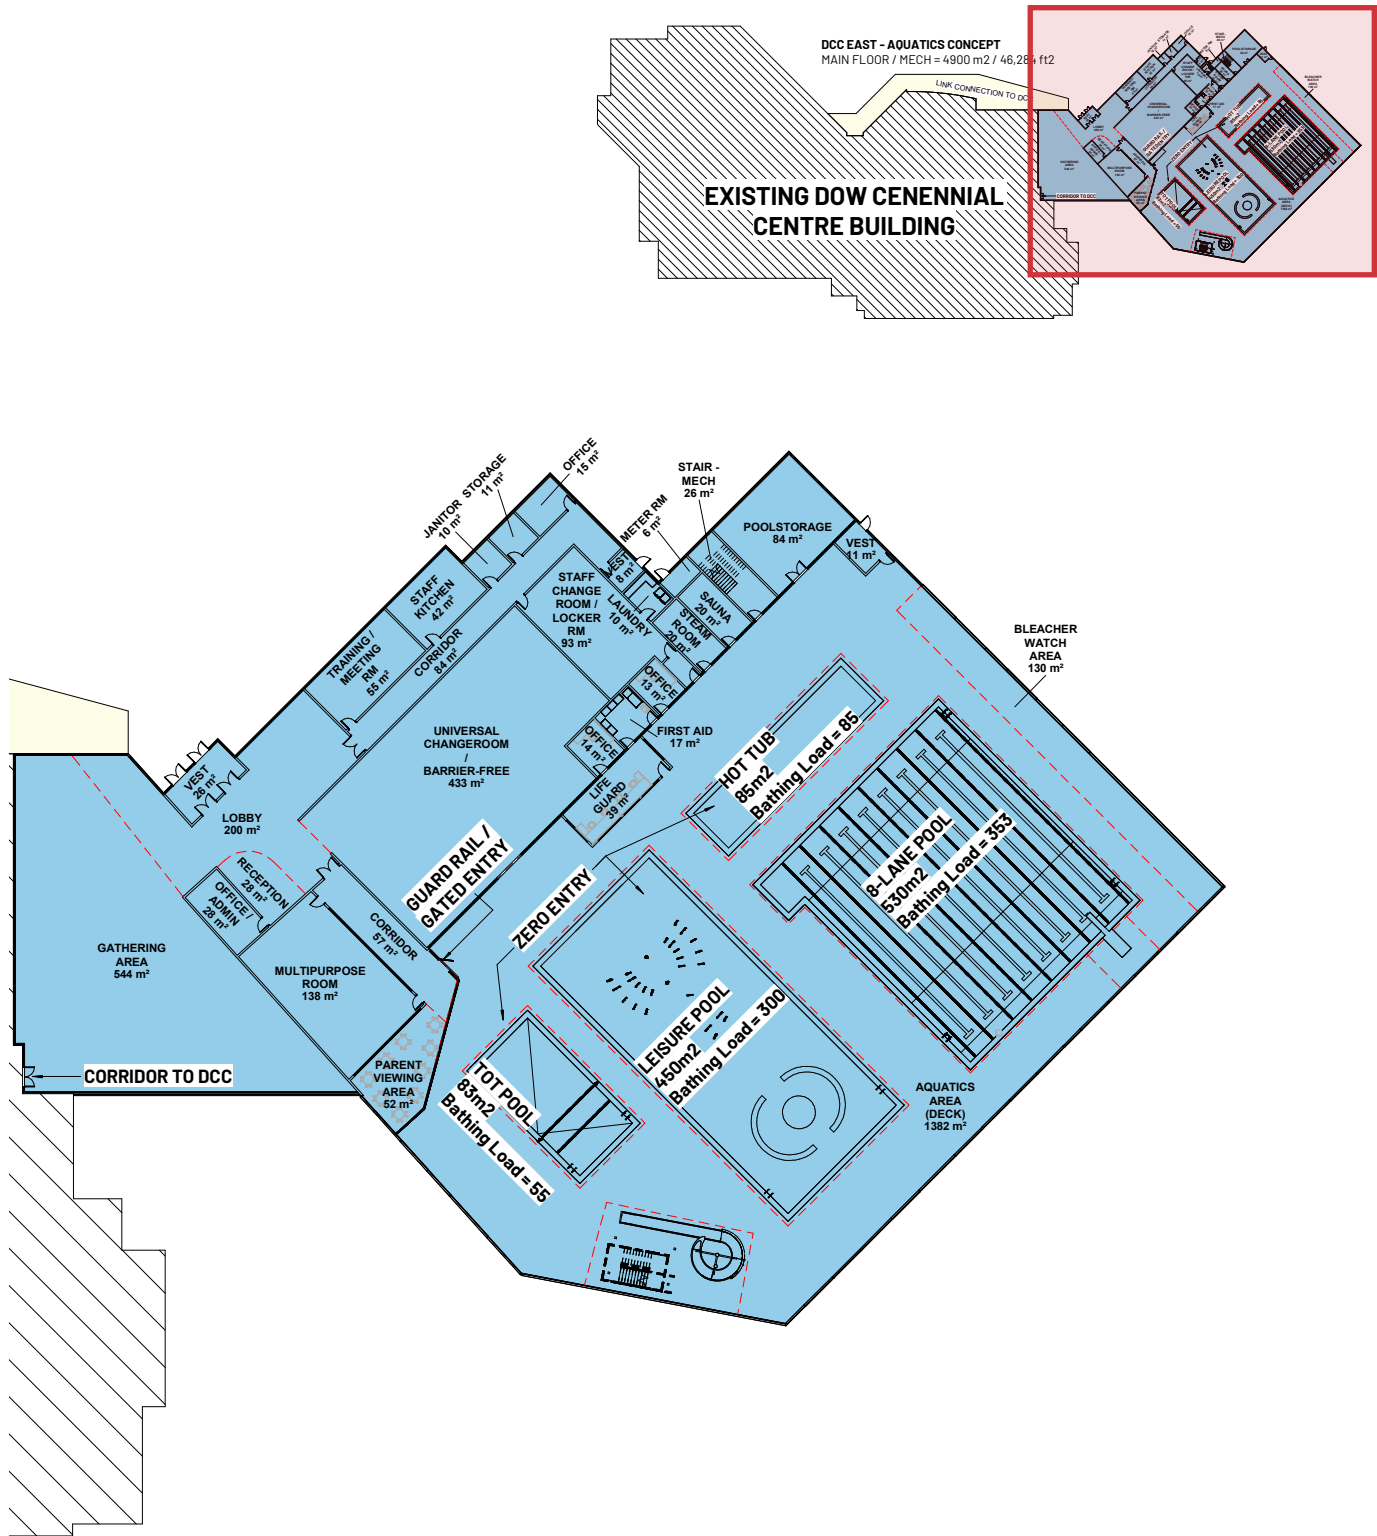 DCC EAST - AQUATICS CONCEPT
MAIN FLOOR / MECH = 4900 m2 / 46,284 ft2
LINK CONNECTION TO DCC
EXISTING DOW CENENNIAL
CENTRE BUILDING
CORRIDOR TO DCC
OFFICE
15 m²
STORAGE
11 m²
JANITOR
10 m²
METER RM
6 m²
STAIR -
MECH
26 m²
POOLSTORAGE
84 m²
VEST
11 m²
STAFF
KITCHEN
42 m²
TRAINING /
MEETING
RM
55 m²
CORRIDOR
84 m²
STAFF
CHANGE
ROOM /
LOCKER
RM
93 m²
VEST
8 m²
LAUNDRY
10 m²
SAUNA
20 m²
STEAM
ROOM
20 m²
OFFICE
13 m²
OFFICE
14 m²
FIRST AID
17 m²
LIFE
GUARD
39 m²
BLEACHER
WATCH
AREA
130 m²
UNIVERSAL
CHANGEROOM
/
BARRIER-FREE
433 m²
VEST
26 m²
LOBBY
200 m²
RECEPTION
28 m²
OFFICE /
ADMIN
28 m²
GUARD RAIL /
GATED ENTRY
ZERO ENTRY
HOT TUB
85m2
Bathing Load = 85
8-LANE POOL
530m2
Bathing Load = 353
CORRIDOR
57 m²
GATHERING
AREA
544 m²
MULTIPURPOSE
ROOM
138 m²
LEISURE POOL
450m2
Bathing Load = 300
CORRIDOR TO DCC
PARENT
VIEWING
AREA
52 m²
TOT POOL
83m2
Bathing Load = 55
AQUATICS
AREA
(DECK)
1382 m²